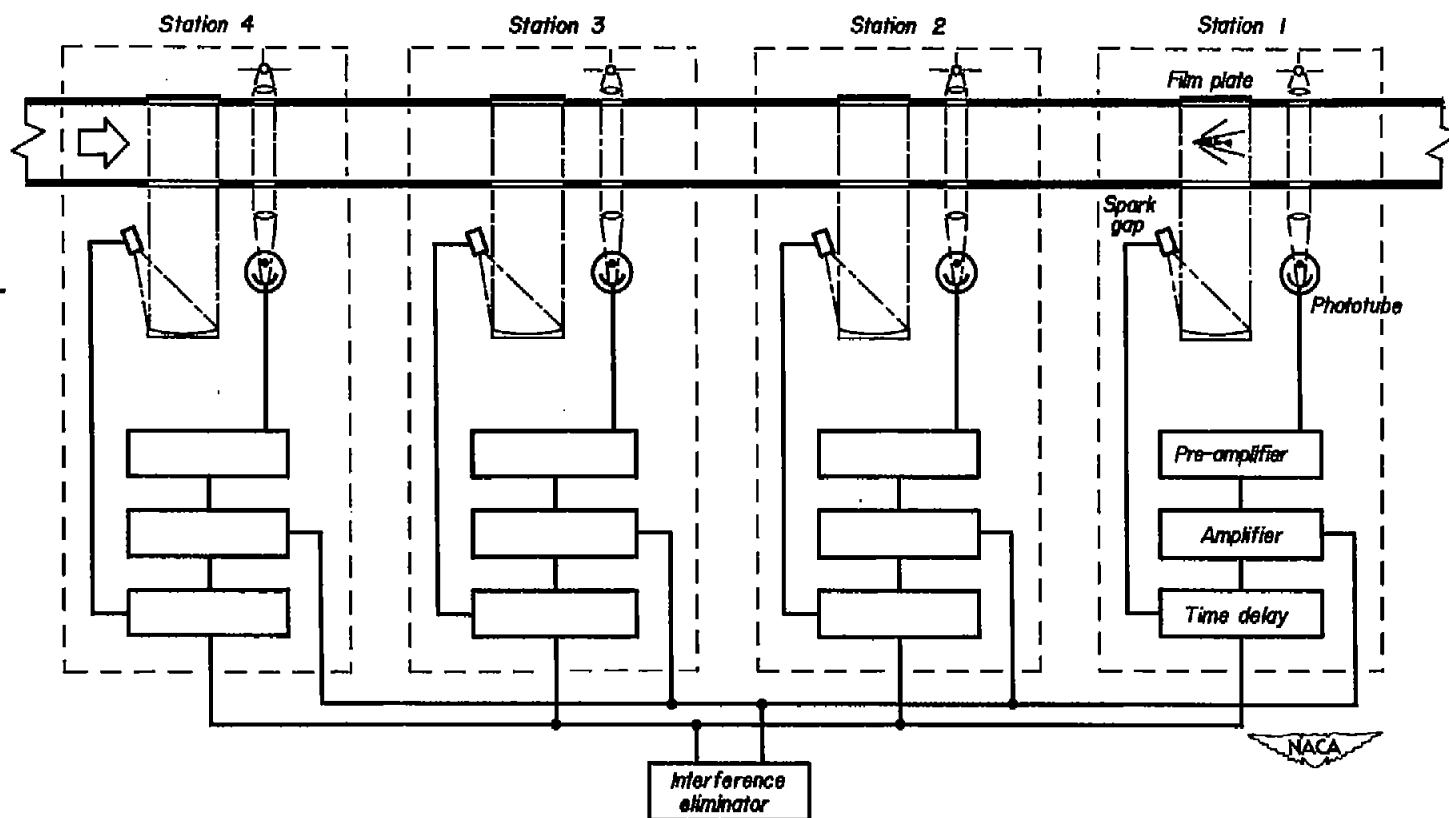 Station 4
Station 3
Station 2
Station 1
Film plate
Spark
gap
Phototube
Pre-amplifier
Amplifier
Time delay
Interference
eliminator
NACA